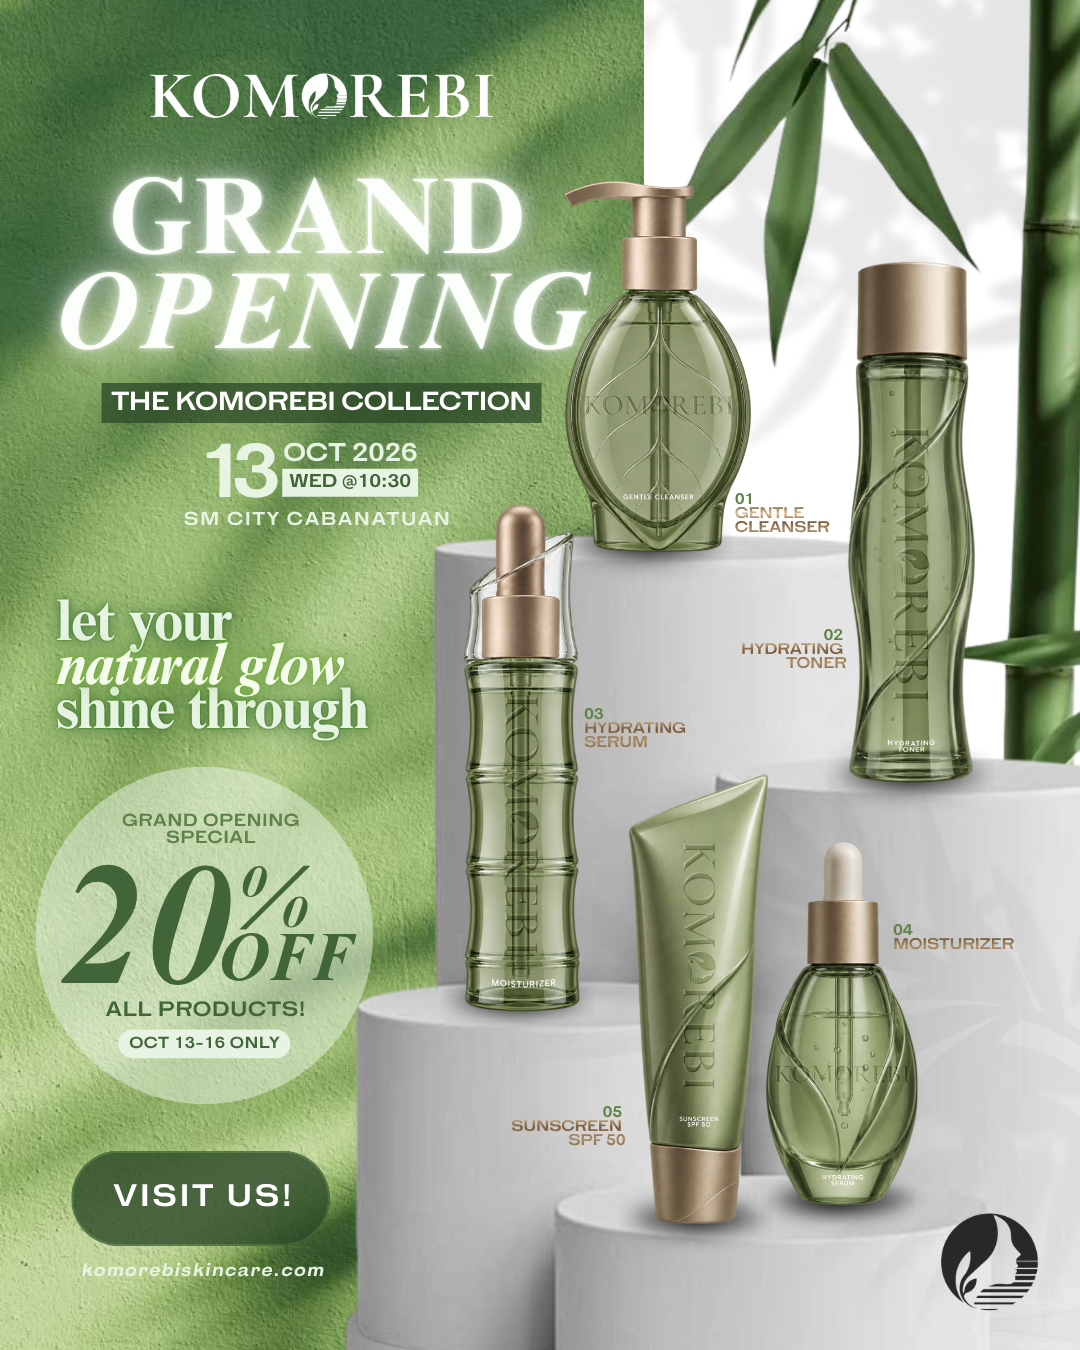 KOMOREBI
GRAND
OPENING
THE KOMOREBI COLLECTION
13
OCT 2026
WED @10:30
SM CITY CABANATUAN
let your
natural glow
shine through
GRAND OPENING
SPECIAL
20%
OFF
ALL PRODUCTS!
OCT 13-16 ONLY
VISIT US!
komorebiskincare.com
KOMOREBI
GENTLE CLEANSER
01
GENTLE
CLEANSER
KOMOREBI
HYDRATING
TONER
02
HYDRATING
TONER
KOMOREBI
MOISTURIZER
03
HYDRATING
SERUM
KOMOREBI
SUNSCREEN
SPF 50
05
SUNSCREEN
SPF 50
KOMOREBI
HYDRATING
SERUM
04
MOISTURIZER